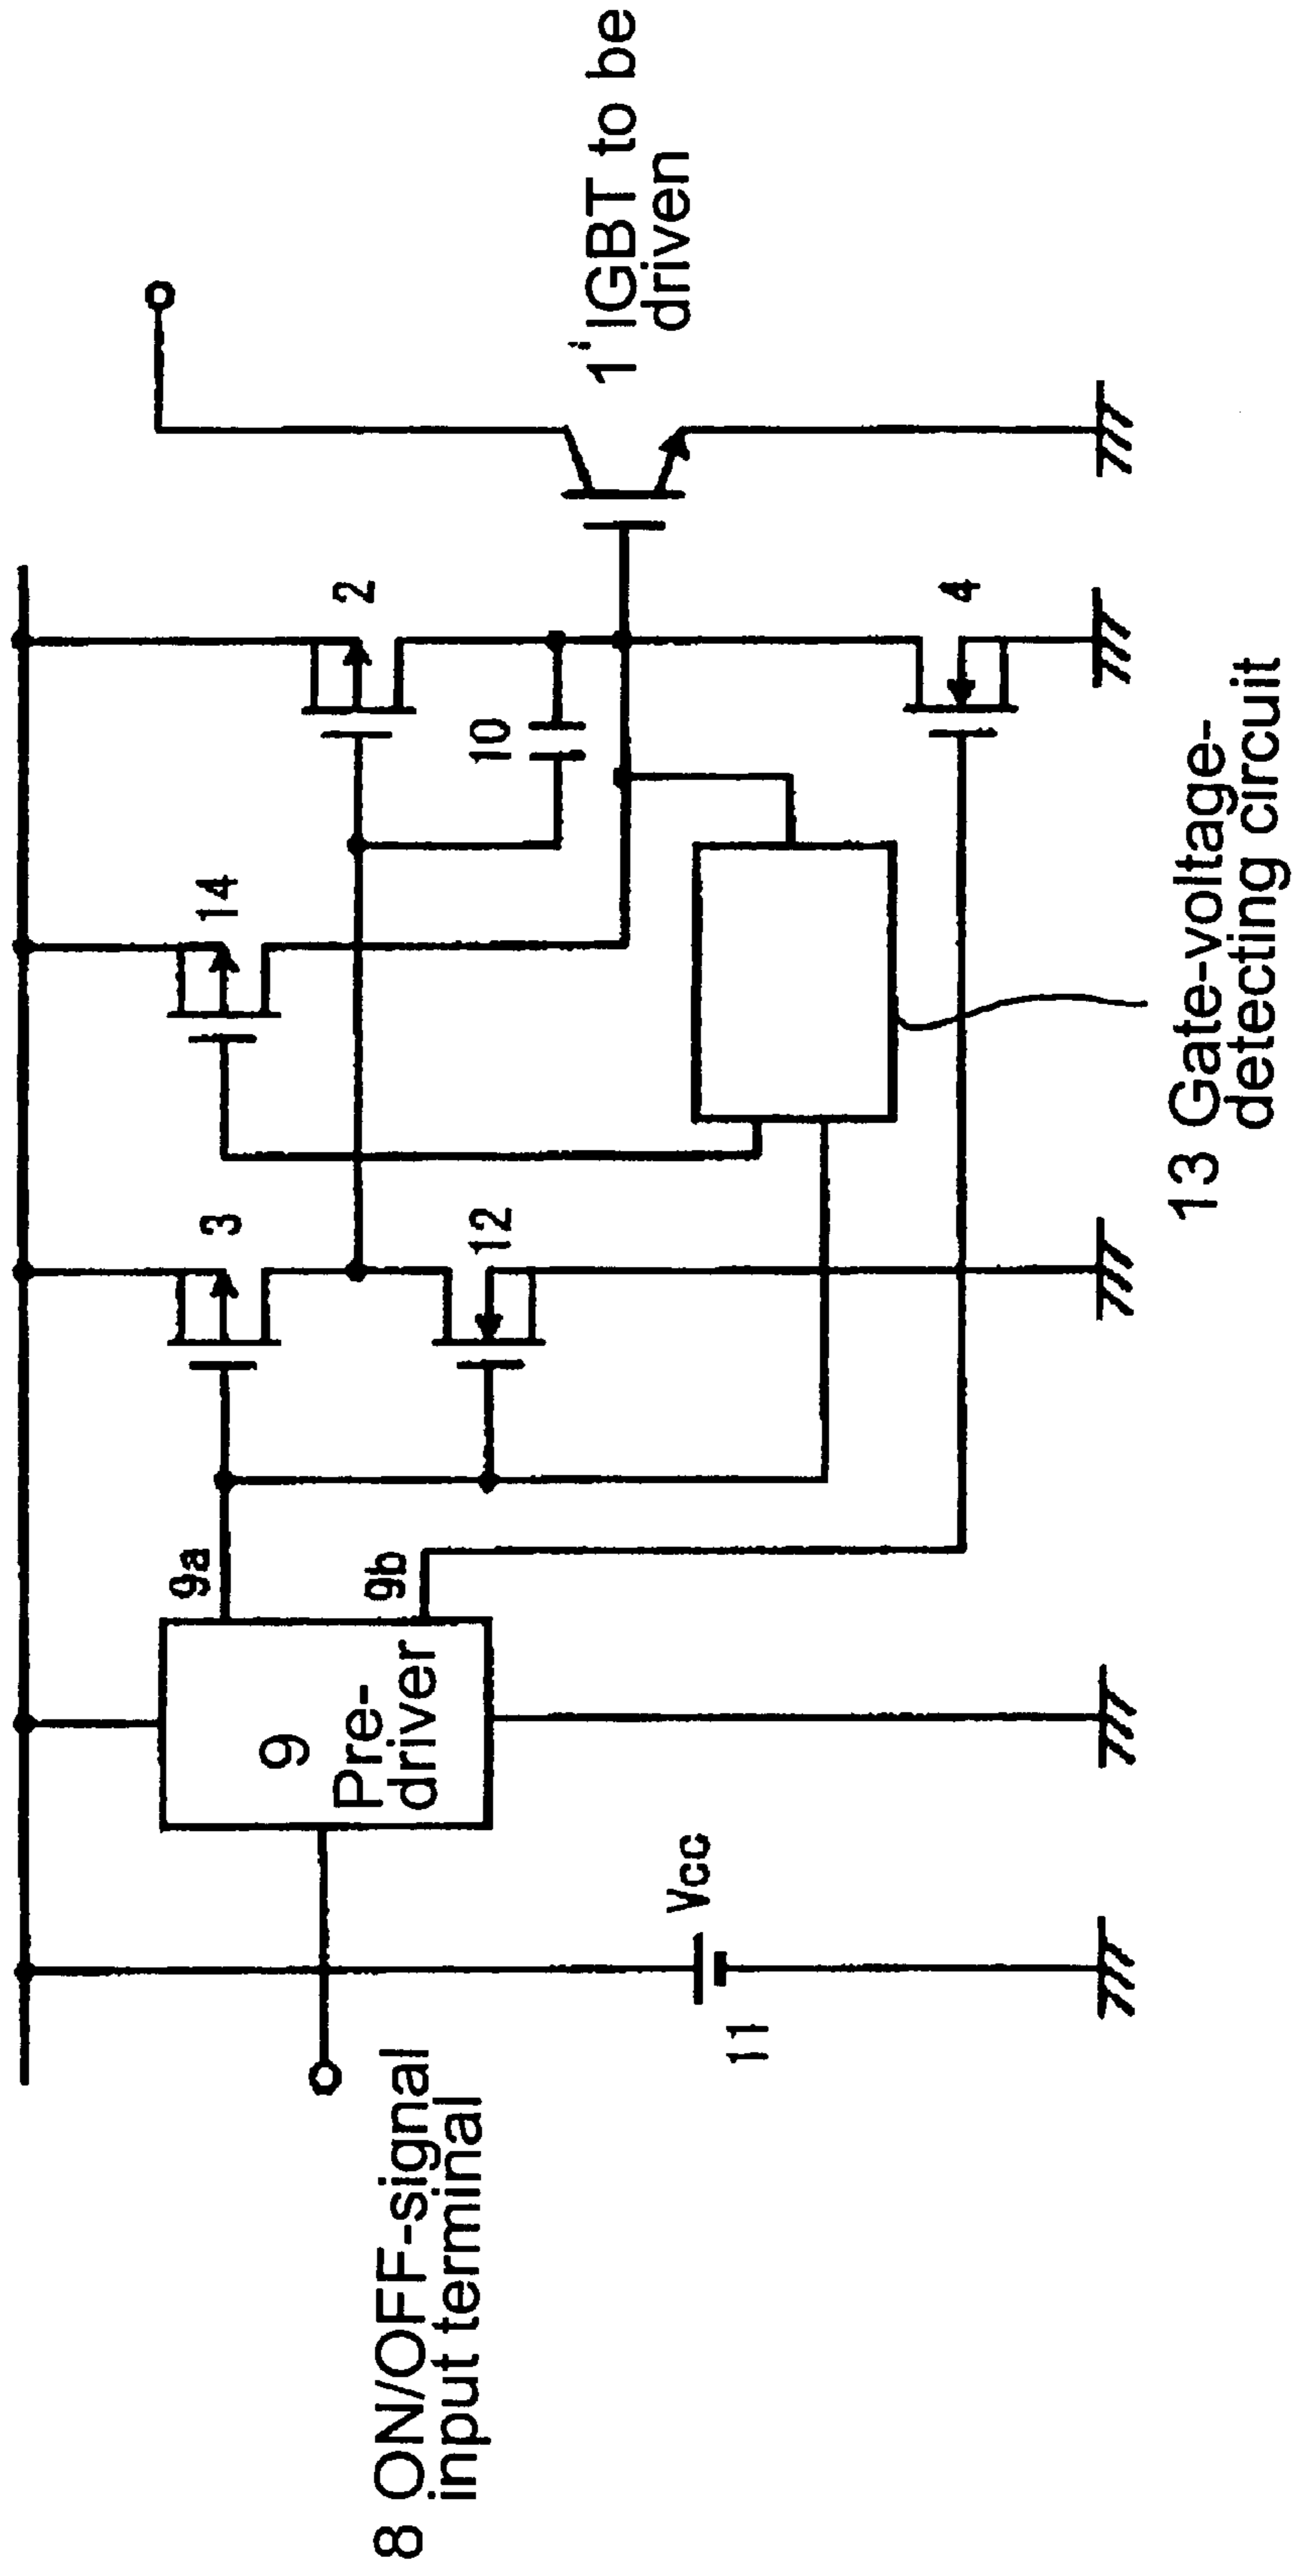 8 ON/OFF-signal
input terminal
11
Vcc
9
Pre-
driver
9a
9b
3
12
14
10
2
4
13 Gate-voltage-
detecting circuit
1 IGBT to be
driven